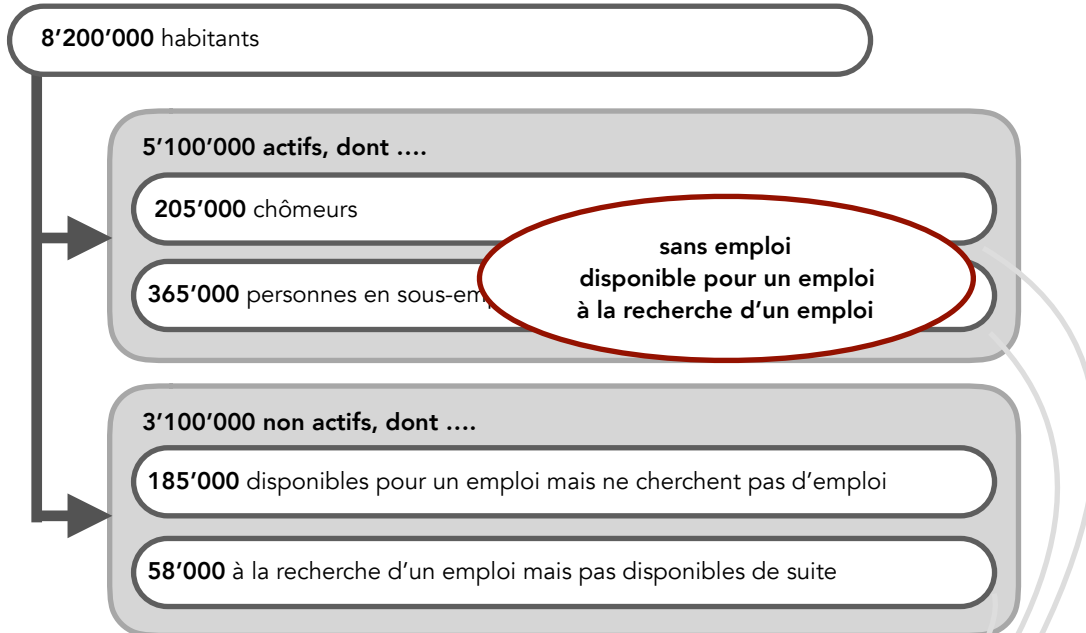 8’200’000 habitants
5’100’000 actifs, dont ….
205’000 chômeurs
365’000 personnes en sous-em
sans emploi
disponible pour un emploi
à la recherche d’un emploi
3’100’000 non actifs, dont ….
185’000 disponibles pour un emploi mais ne cherchent pas d’emploi
58’000 à la recherche d’un emploi mais pas disponibles de suite